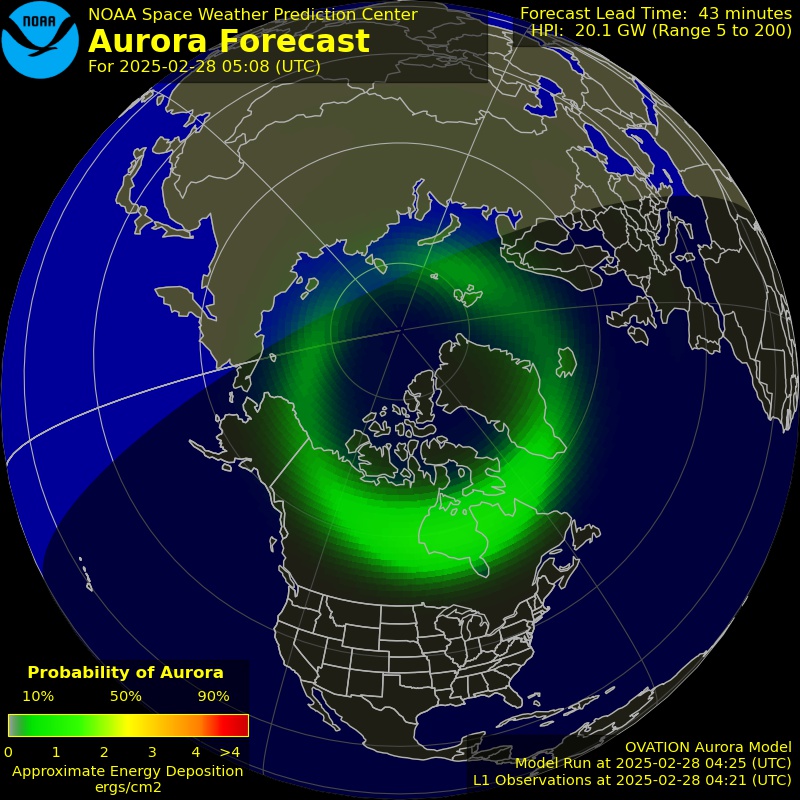 NOAA
NOAA Space Weather Prediction Center
Aurora Forecast
For 2025-02-28 05:08 (UTC)
Forecast Lead Time: 43 minutes
HPI: 20.1 GW (Range 5 to 200)
Probability of Aurora
10% 50% 90%
0 1 2 3 4 >4
Approximate Energy Deposition
ergs/cm2
OVATION Aurora Model
Model Run at 2025-02-28 04:25 (UTC)
L1 Observations at 2025-02-28 04:21 (UTC)